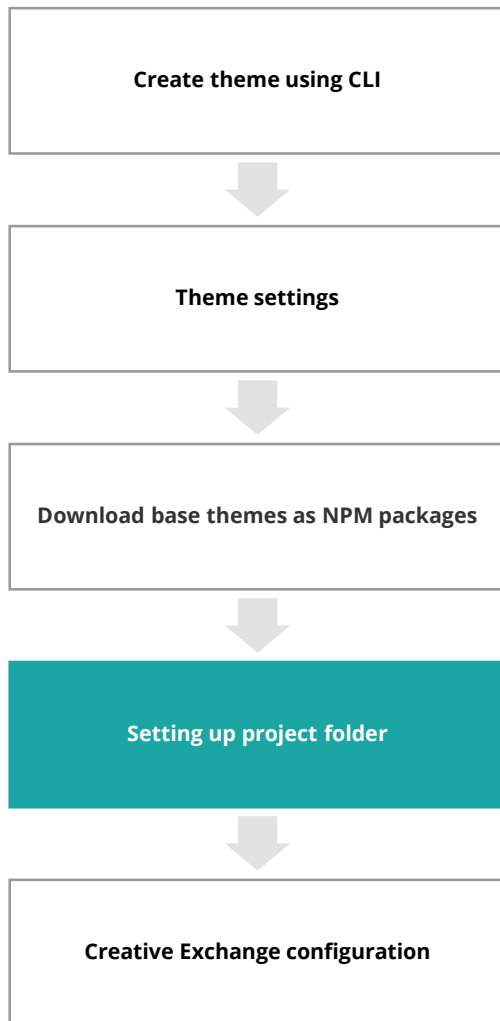 Create theme using CLI
Theme settings
Download base themes as NPM packages
Setting up project folder
Creative Exchange configuration